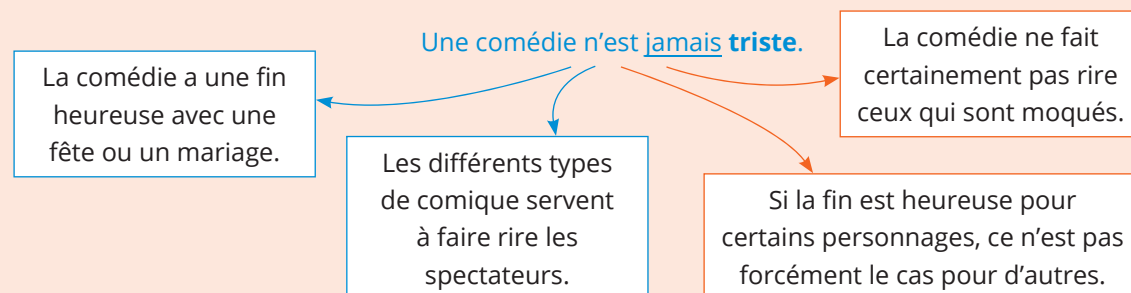 Une comédie n’est jamais triste.
La comédie a une fin
heureuse avec une
fête ou un mariage.
Les différents types
de comique servent
à faire rire les
spectateurs.
La comédie ne fait
certainement pas rire
ceux qui sont moqués.
Si la fin est heureuse pour
certains personnages, ce n’est pas
forcément le cas pour d’autres.